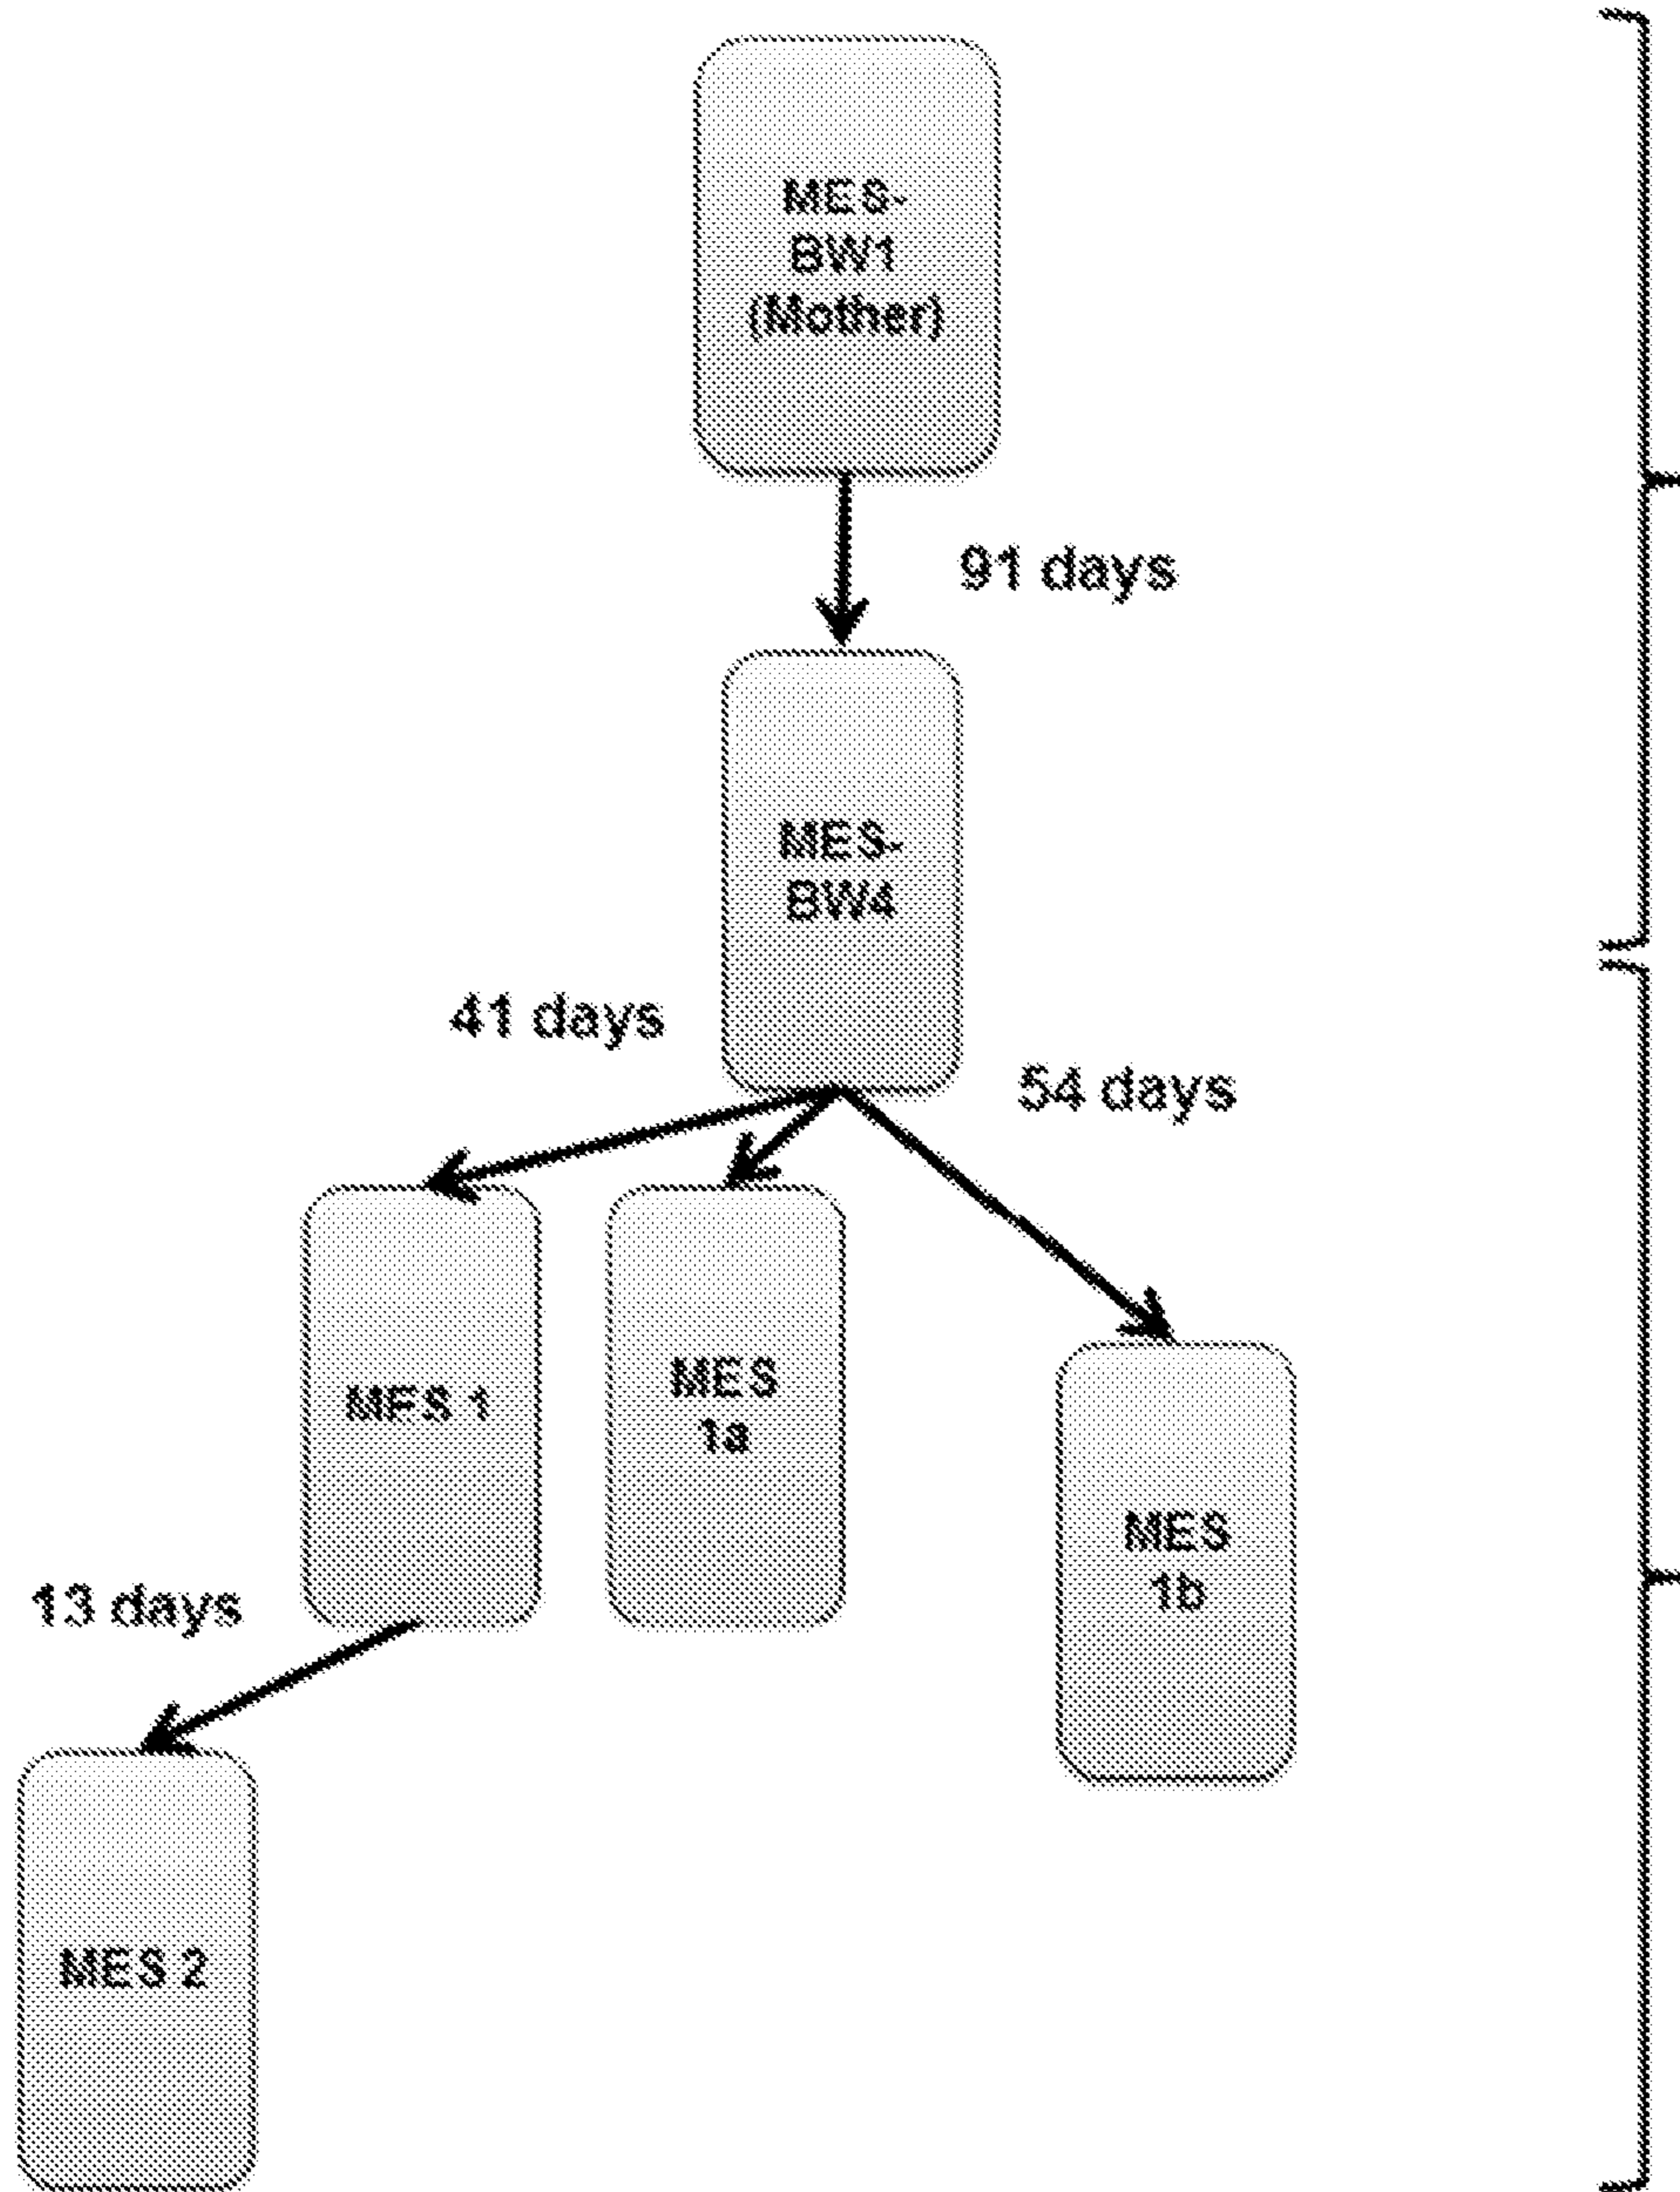 MES-
BW1
(Mother)
91 days
MES-
BW4
41 days
54 days
MES 1
MES
1a
MES
1b
13 days
MES 2